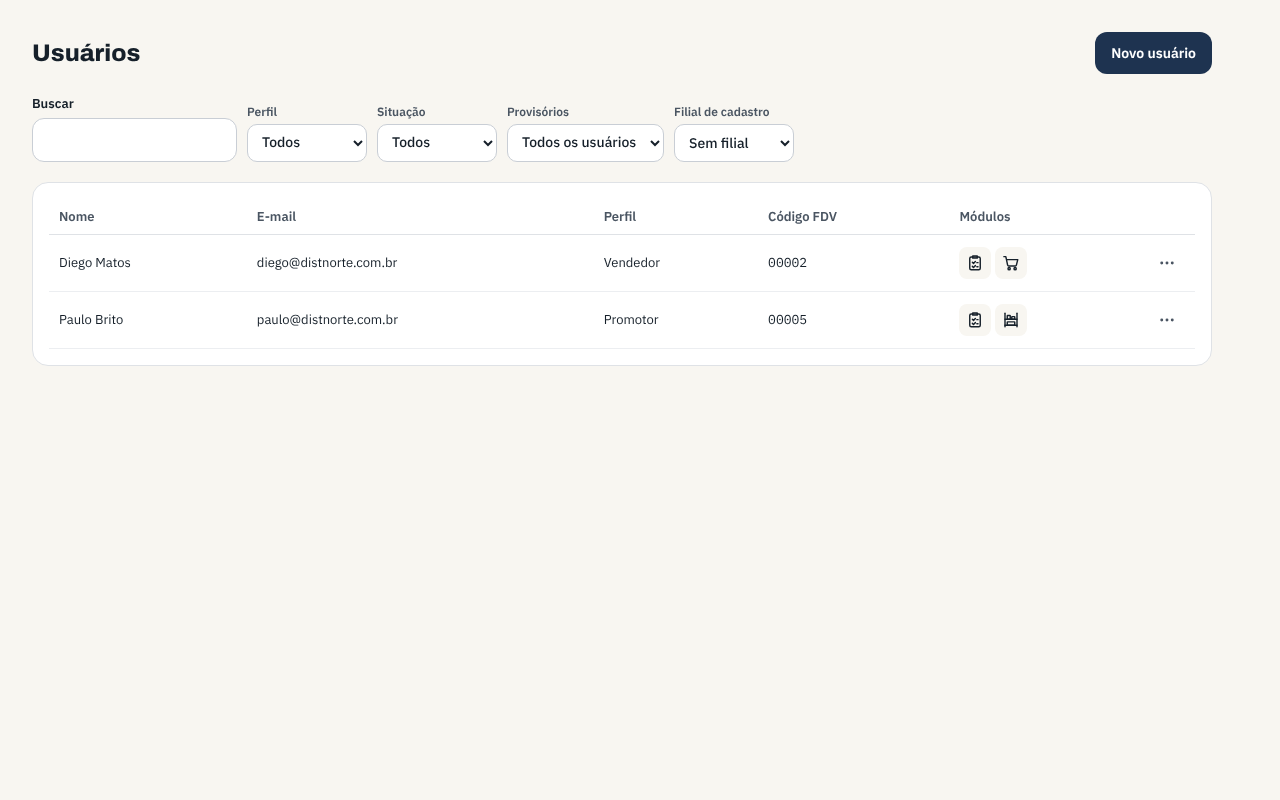 Usuários
Novo usuário
Buscar
Perfil
Situação
Provisórios
Filial de cadastro
Todos
Todos
Todos os usuários
Sem filial
Nome E-mail Perfil Código FDV Módulos
Diego Matos diego@distnorte.com.br Vendedor 00002
Paulo Brito paulo@distnorte.com.br Promotor 00005